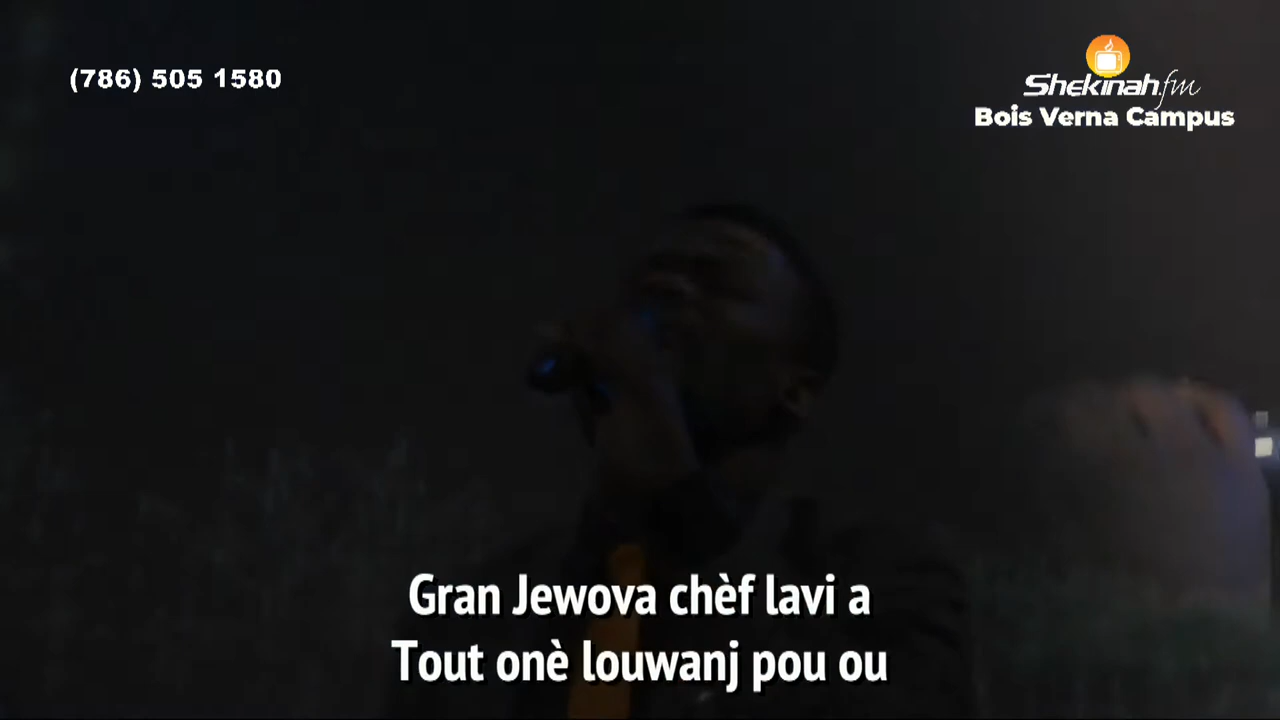 (786) 505 1580
Shekinah.fm
Bois Verna Campus
Gran Jewova chèf lavi a
Tout onè louwanj pou ou